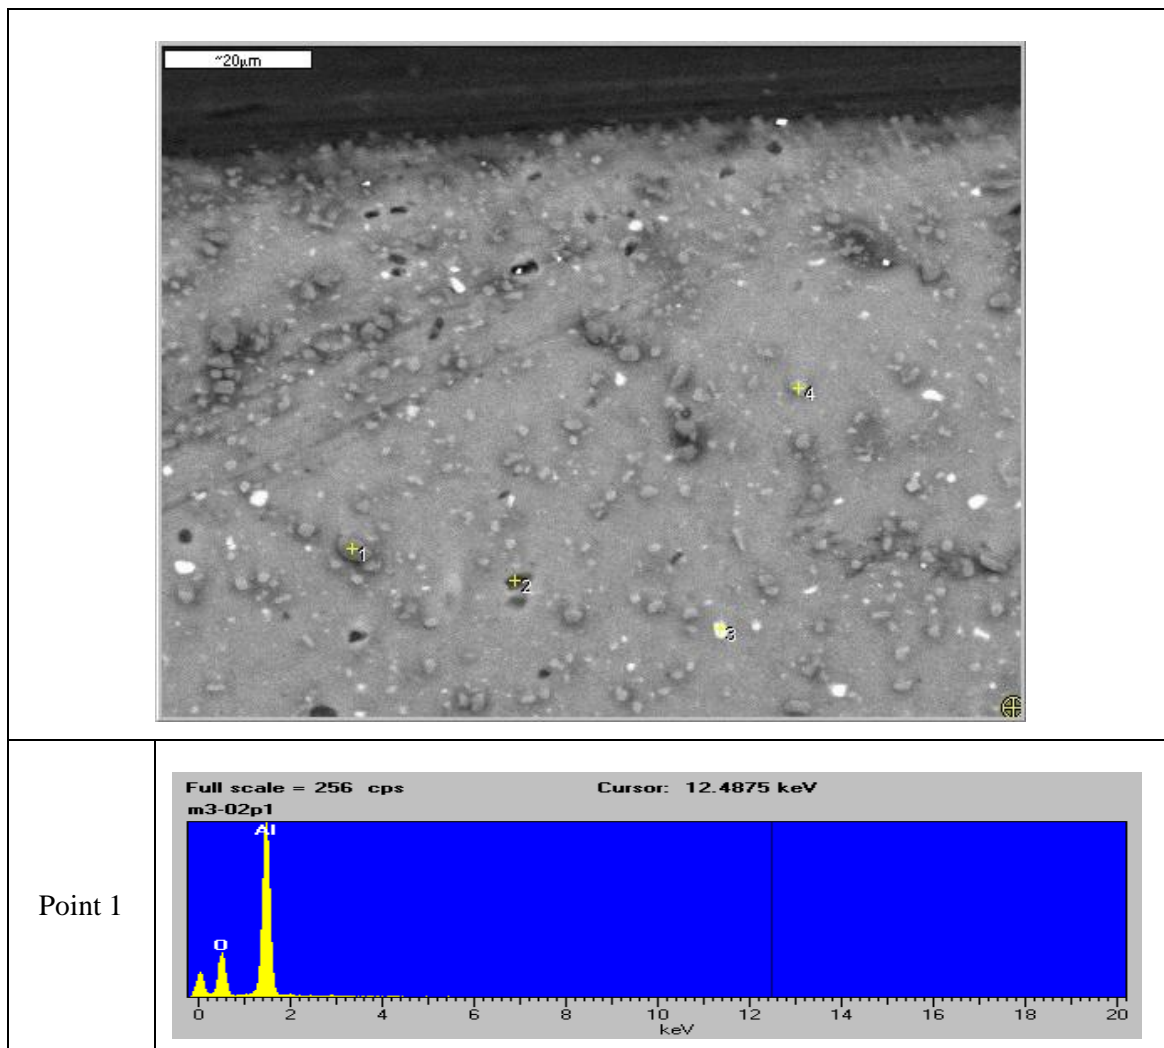 ~20µm
4
1
2
3
Full scale = 256 cps Cursor: 12.4875 keV
m3-02p1
Al
O
Point 1
0 2 4 6 8 10 12 14 16 18 20
keV